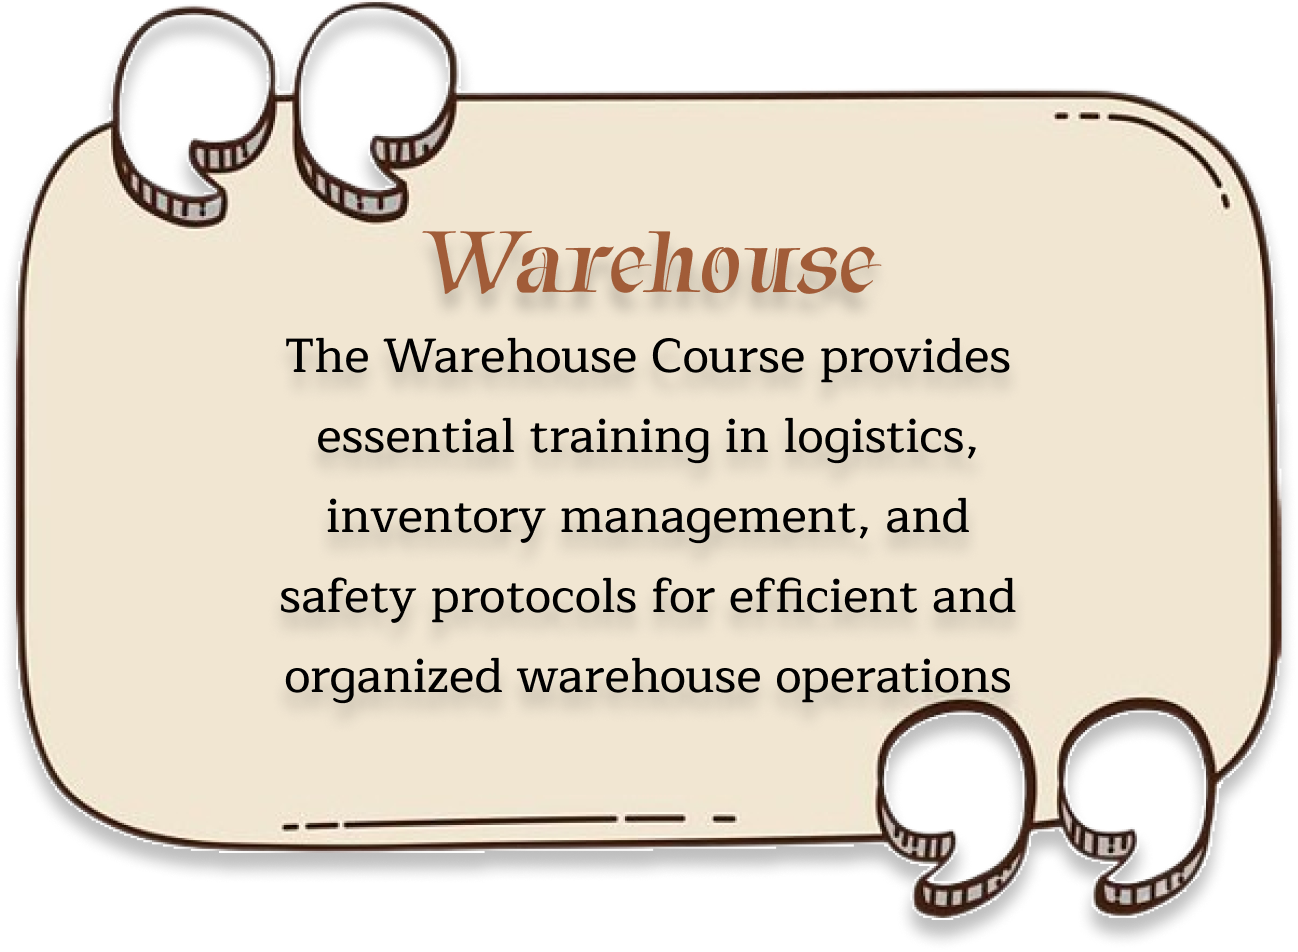 Warehouse
The Warehouse Course provides
essential training in logistics,
inventory management, and
safety protocols for efficient and
organized warehouse operations